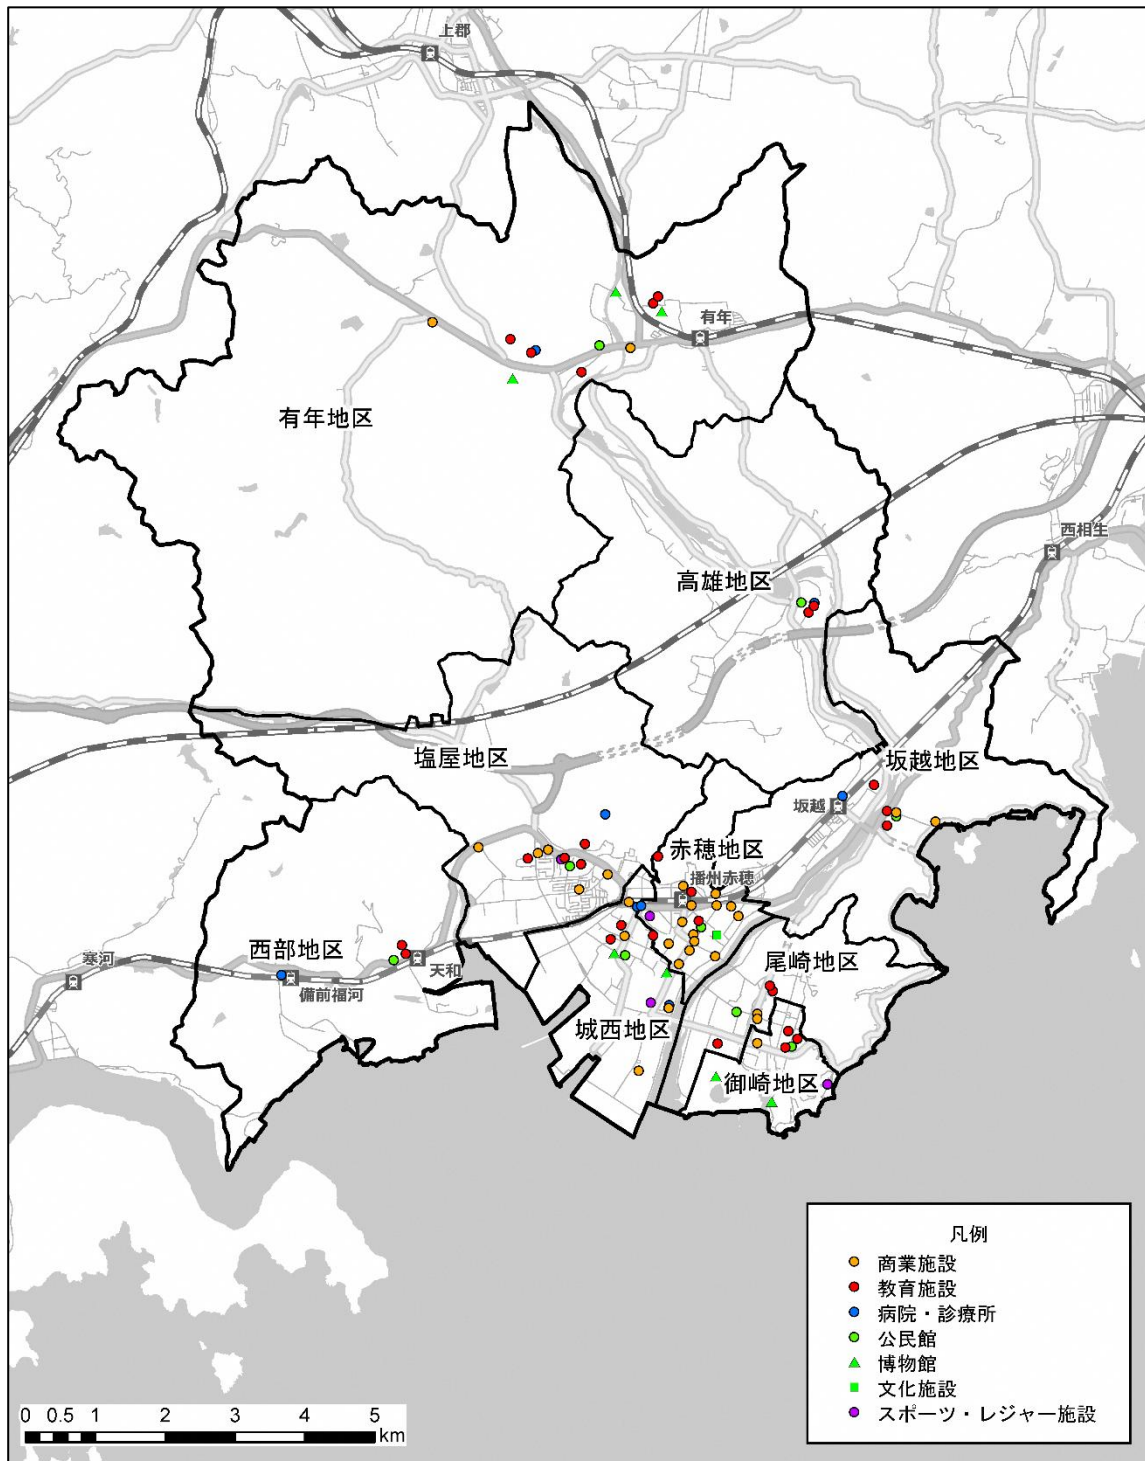 上郡
有年
有年地区
西相生
高雄地区
塩屋地区
坂越地区
坂越
赤穂地区
播州赤穂
西部地区
天和
寒河
備前福河
尾崎地区
城西地区
御崎地区
凡例
商業施設
教育施設
病院・診療所
公民館
博物館
文化施設
スポーツ・レジャー施設
0 0.5 1 2 3 4 5
km